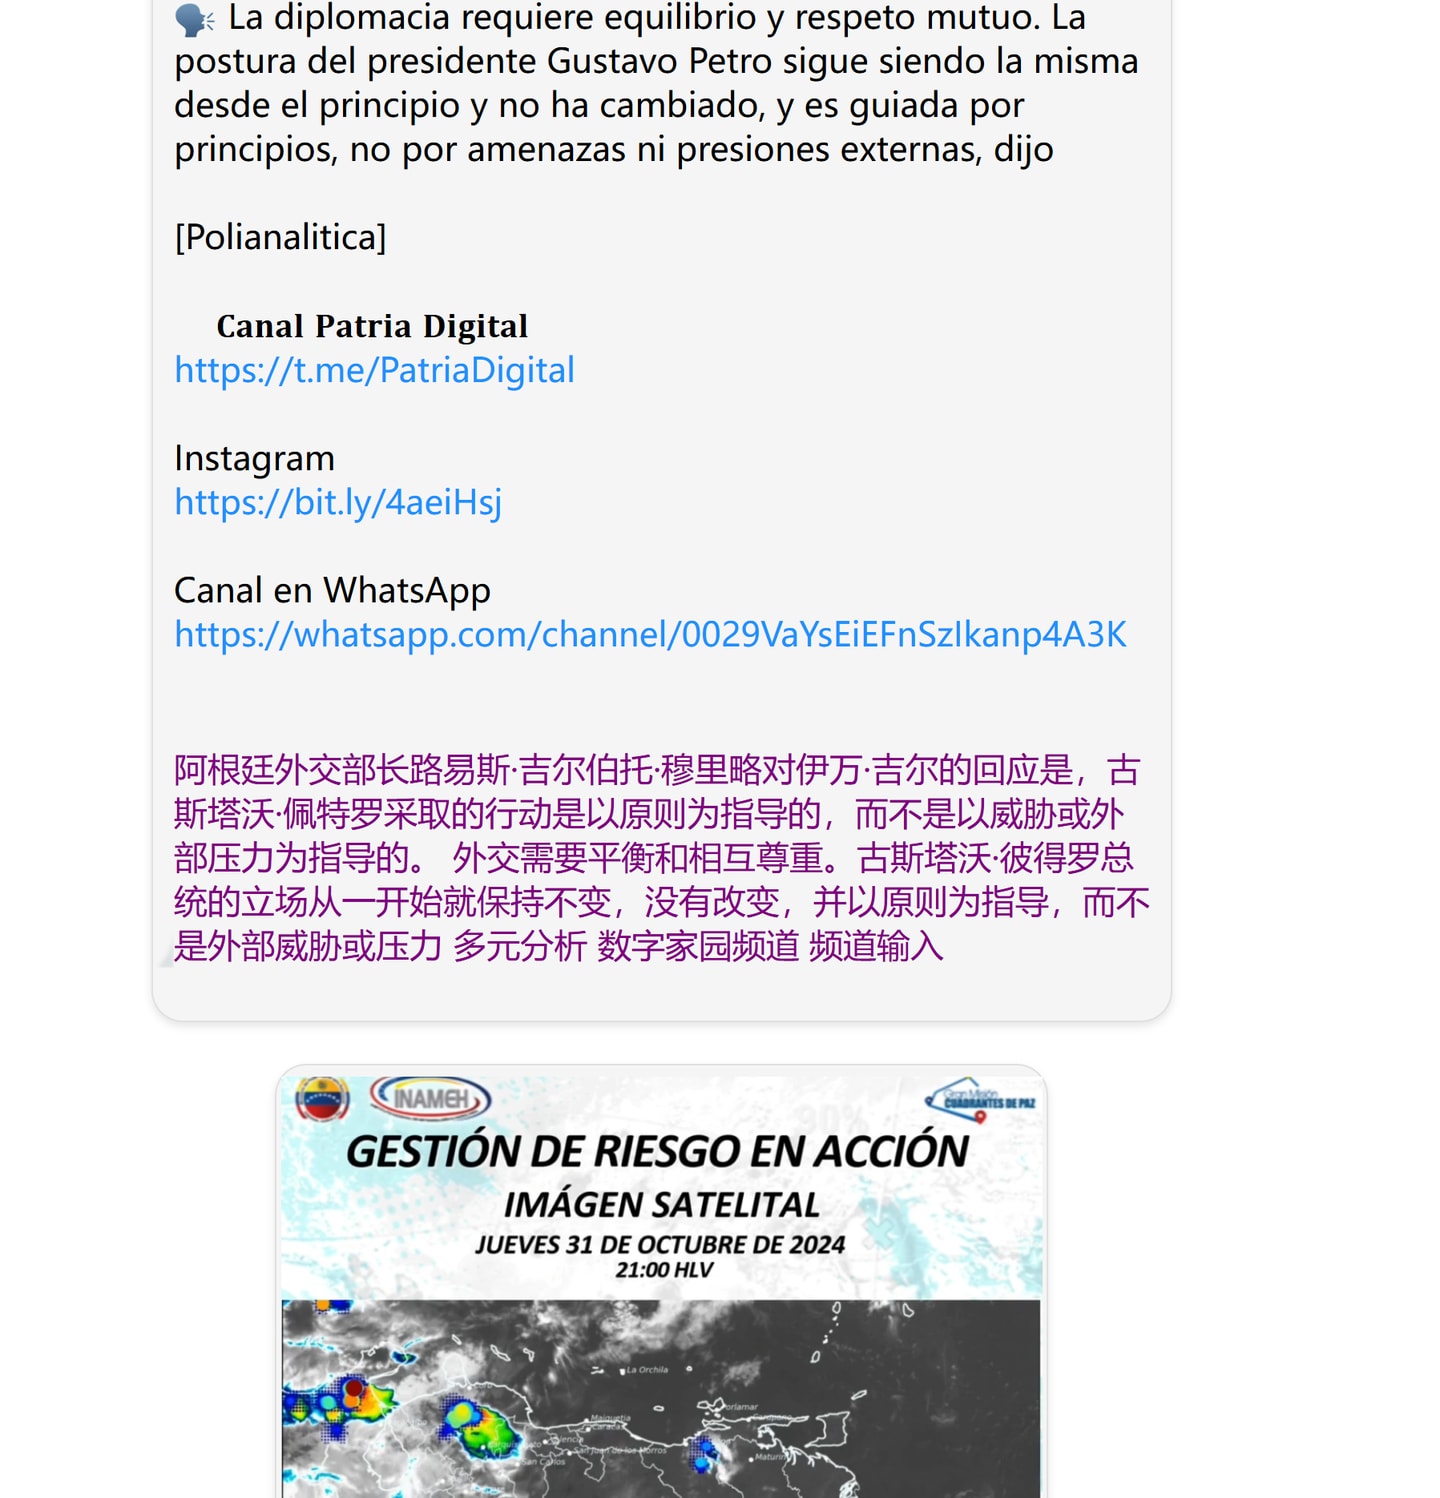 La diplomacia requiere equilibrio y respeto mutuo. La
postura del presidente Gustavo Petro sigue siendo la misma
desde el principio y no ha cambiado, y es guiada por
principios, no por amenazas ni presiones externas, dijo
[Polianalitica]
Canal Patria Digital
https://t.me/PatriaDigital
Instagram
https://bit.ly/4aeiHsj
Canal en WhatsApp
https://whatsapp.com/channel/0029VaYsEiEFnSzIkanp4A3K
阿根廷外交部长路易斯·吉尔伯托·穆里略对伊万·吉尔的回应是，古
斯塔沃·佩特罗采取的行动是以原则为指导的，而不是以威胁或外
部压力为指导的。 外交需要平衡和相互尊重。古斯塔沃·彼得罗总
统的立场从一开始就保持不变，没有改变，并以原则为指导，而不
是外部威胁或压力 多元分析 数字家园频道 频道输入
INAMEH
Gran Misión
CUADRANTES DE PAZ
90%
GESTIÓN DE RIESGO EN ACCIÓN
IMÁGEN SATELITAL
JUEVES 31 DE OCTUBRE DE 2024
21:00 HLV
La Orchila
Maiquetia
Caracas
San Juan de los Morros
San Carlos
Maturin